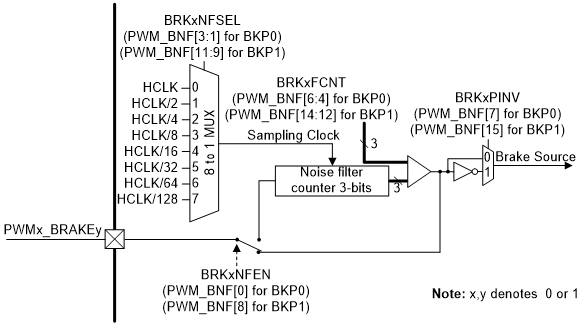 BRKxNFSEL
(PWM_BNF[3:1] for BKP0)
(PWM_BNF[11:9] for BKP1)
HCLK 0
HCLK/2 1
HCLK/4 2
HCLK/8 3
HCLK/16 4
HCLK/32 5
HCLK/64 6
HCLK/128 7
8 to 1 MUX
BRKxFCNT
(PWM_BNF[6:4] for BKP0)
(PWM_BNF[14:12] for BKP1)
Sampling Clock
3
Noise filter
counter 3-bits
3
BRKxPINV
(PWM_BNF[7] for BKP0)
(PWM_BNF[15] for BKP1)
0
1
Brake Source
PWMx_BRAKEy
BRKxNFEN
(PWM_BNF[0] for BKP0)
(PWM_BNF[8] for BKP1)
Note: x,y denotes 0 or 1